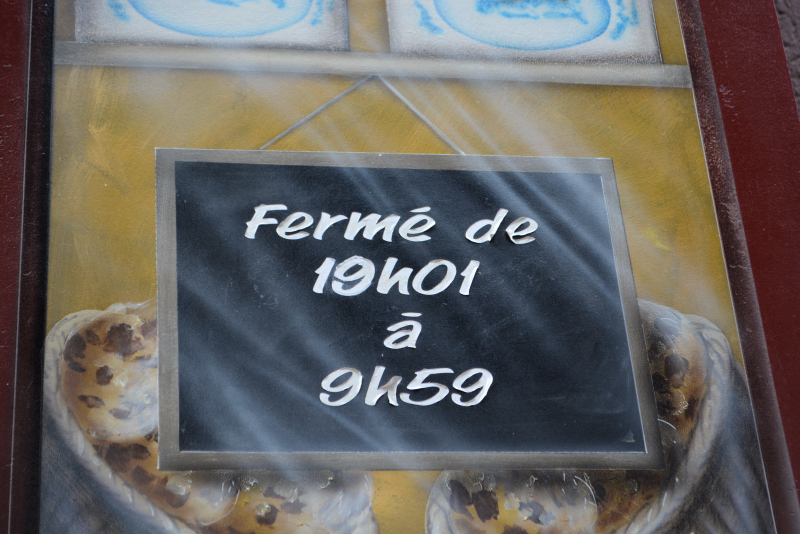 Fermé de
19h01
à
9h59